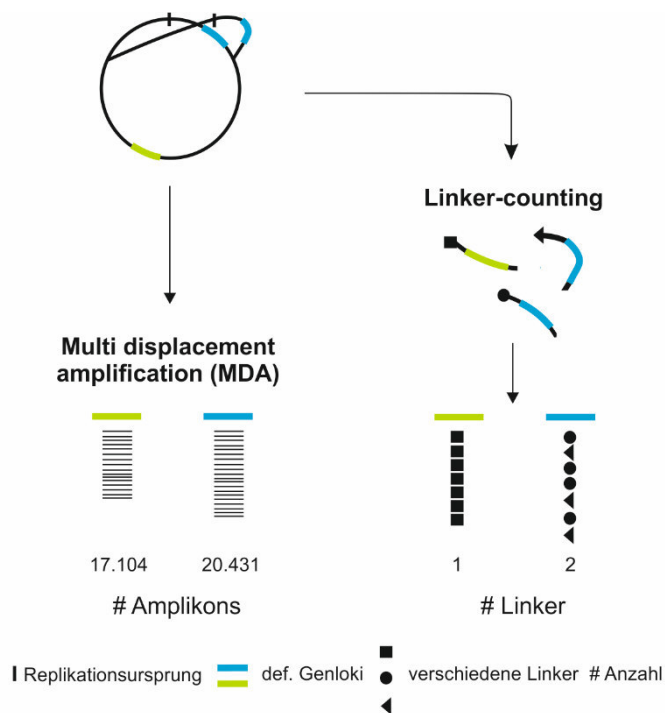 Linker-counting
Multi displacement
amplification (MDA)
17.104 20.431 1 2
# Amplikons # Linker
Replikationsursprung def. Genloki verschiedene Linker # Anzahl